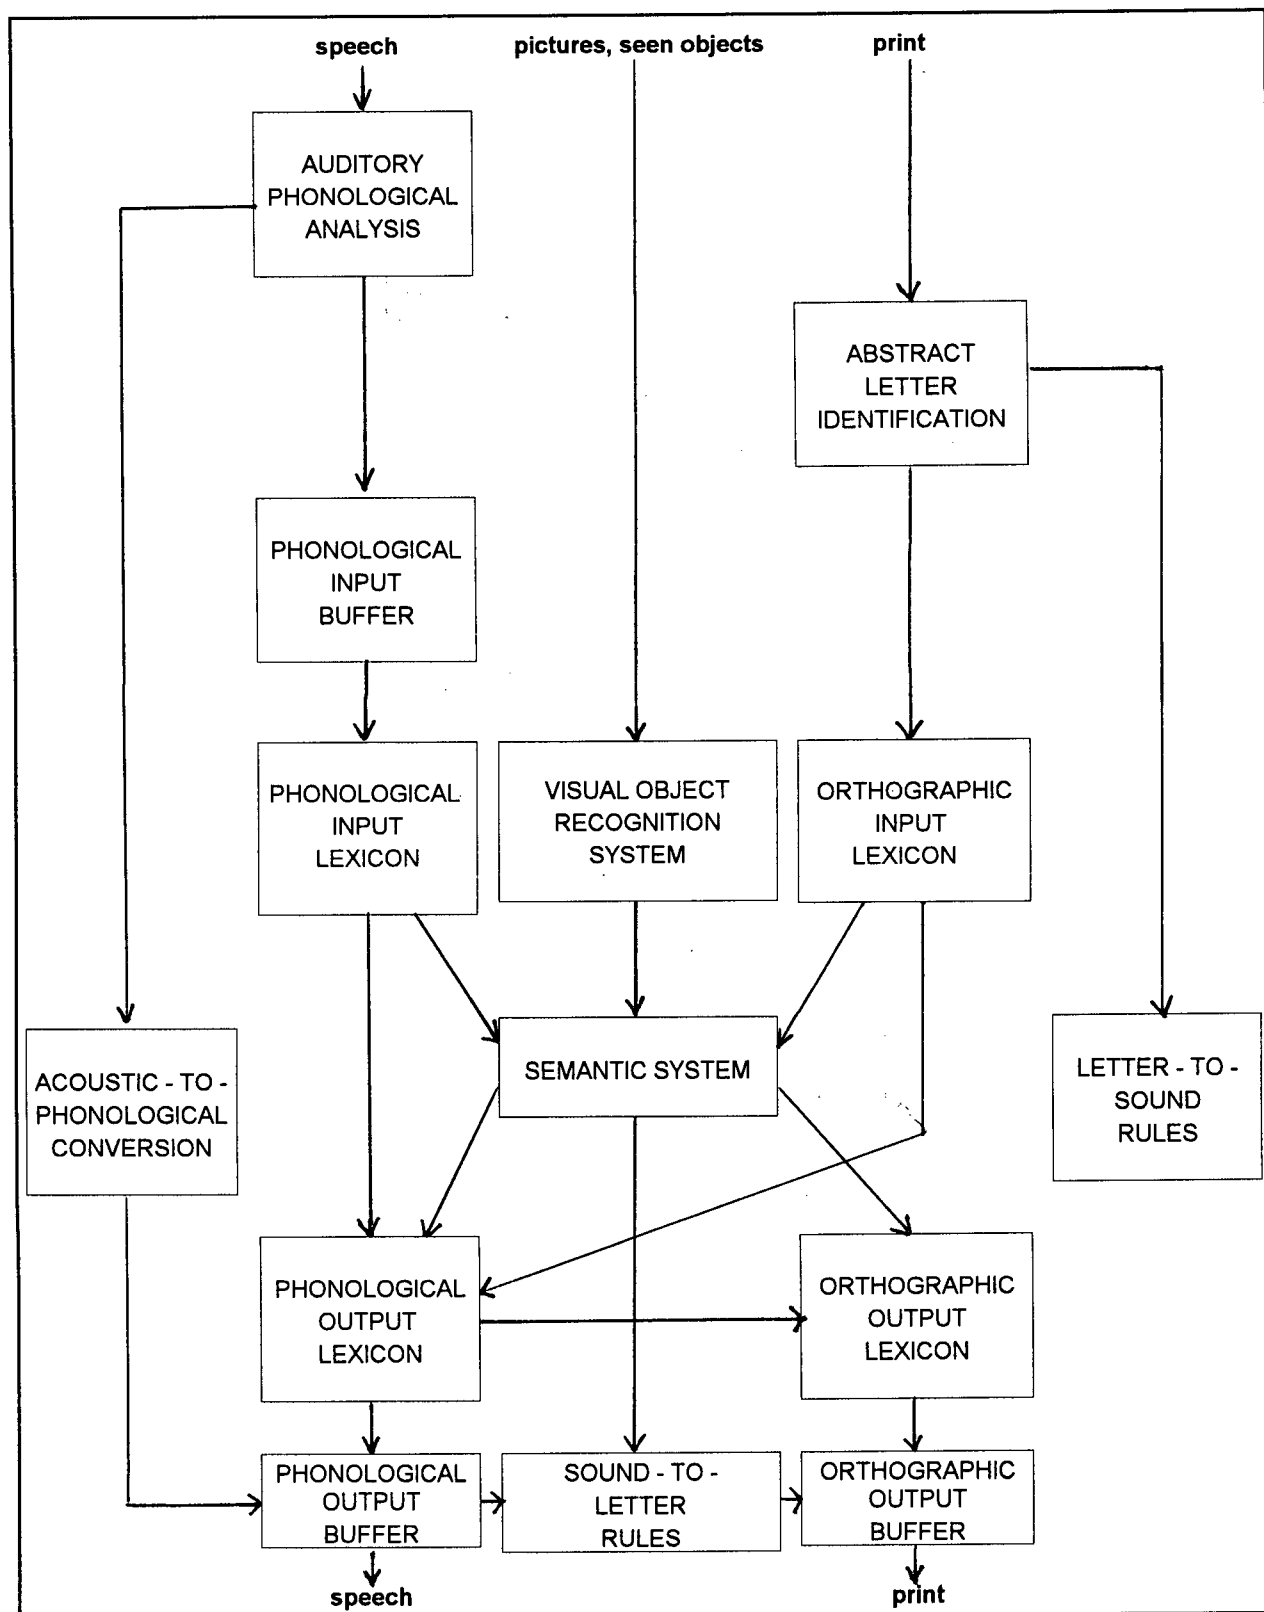 speech
pictures, seen objects
print
AUDITORY
PHONOLOGICAL
ANALYSIS
ABSTRACT
LETTER
IDENTIFICATION
PHONOLOGICAL
INPUT
BUFFER
PHONOLOGICAL
INPUT
LEXICON
VISUAL OBJECT
RECOGNITION
SYSTEM
ORTHOGRAPHIC
INPUT
LEXICON
SEMANTIC SYSTEM
ACOUSTIC - TO -
PHONOLOGICAL
CONVERSION
LETTER - TO -
SOUND
RULES
PHONOLOGICAL
OUTPUT
LEXICON
ORTHOGRAPHIC
OUTPUT
LEXICON
PHONOLOGICAL
OUTPUT
BUFFER
SOUND - TO -
LETTER
RULES
ORTHOGRAPHIC
OUTPUT
BUFFER
speech
print